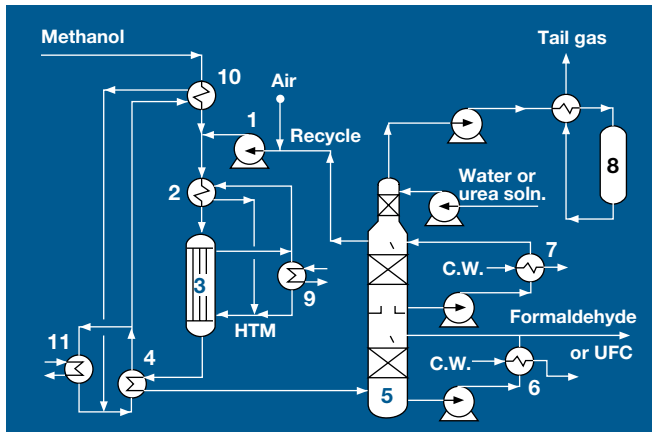 Methanol
Tail gas
10
Air
1
Recycle
8
2
Water or
urea soln.
7
C.W.
3
9
HTM
Formaldehyde
or UFC
11
4
C.W.
5
6